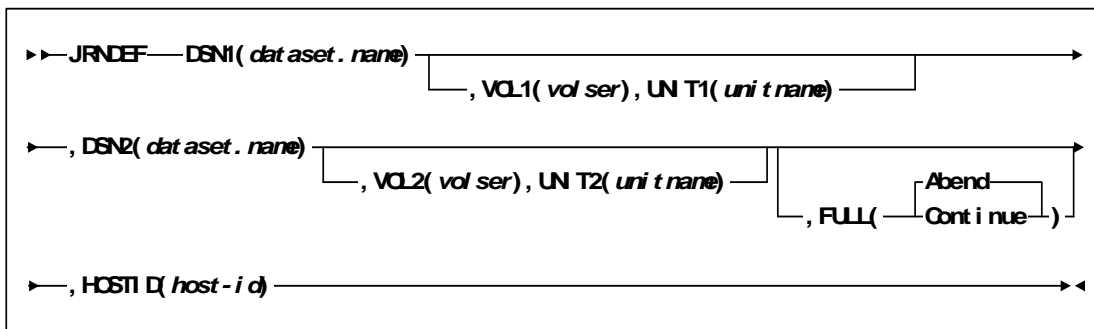 JRNDEF DSN1(dataset.name)
,VOL1(volser),UNIT1(unitname)
,DSN2(dataset.name)
,VOL2(volser),UNIT2(unitname)
Abend
,FULL( Continue )
,HOSTID(host-id)